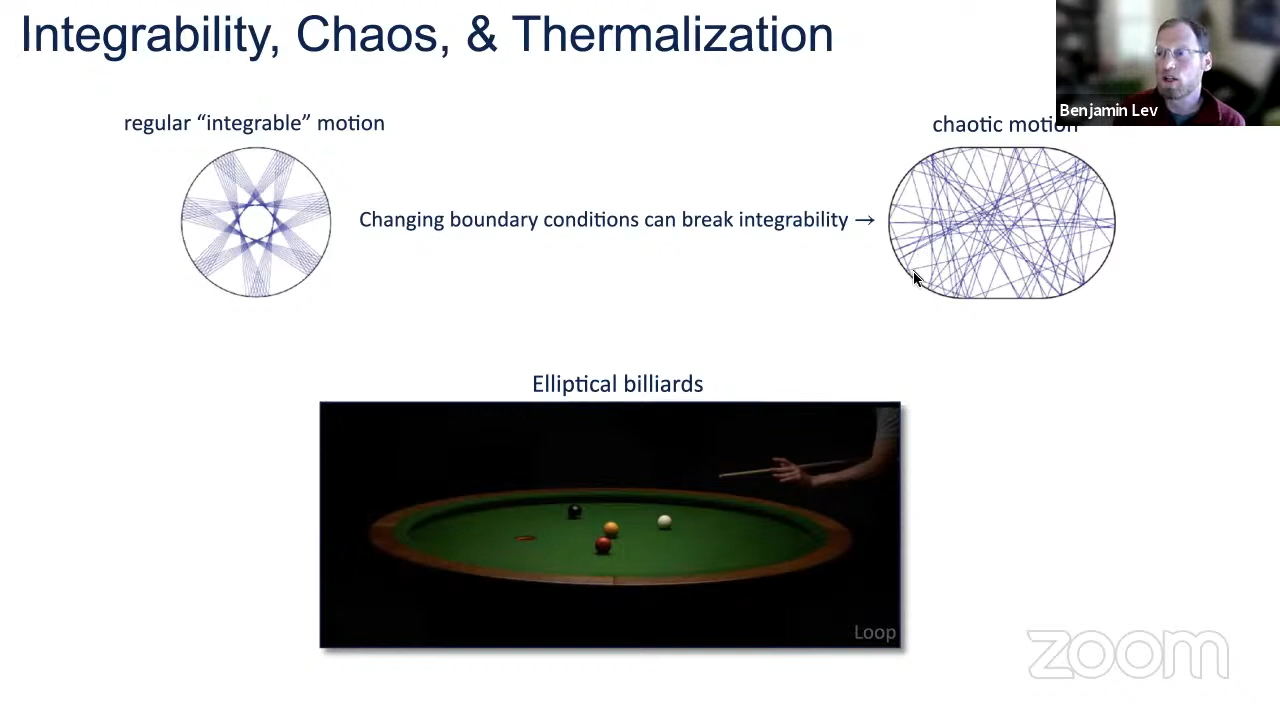 Integrability, Chaos, & Thermalization
Benjamin Lev
regular “integrable” motion
chaotic motion
Changing boundary conditions can break integrability →
Elliptical billiards
Loop
zoom